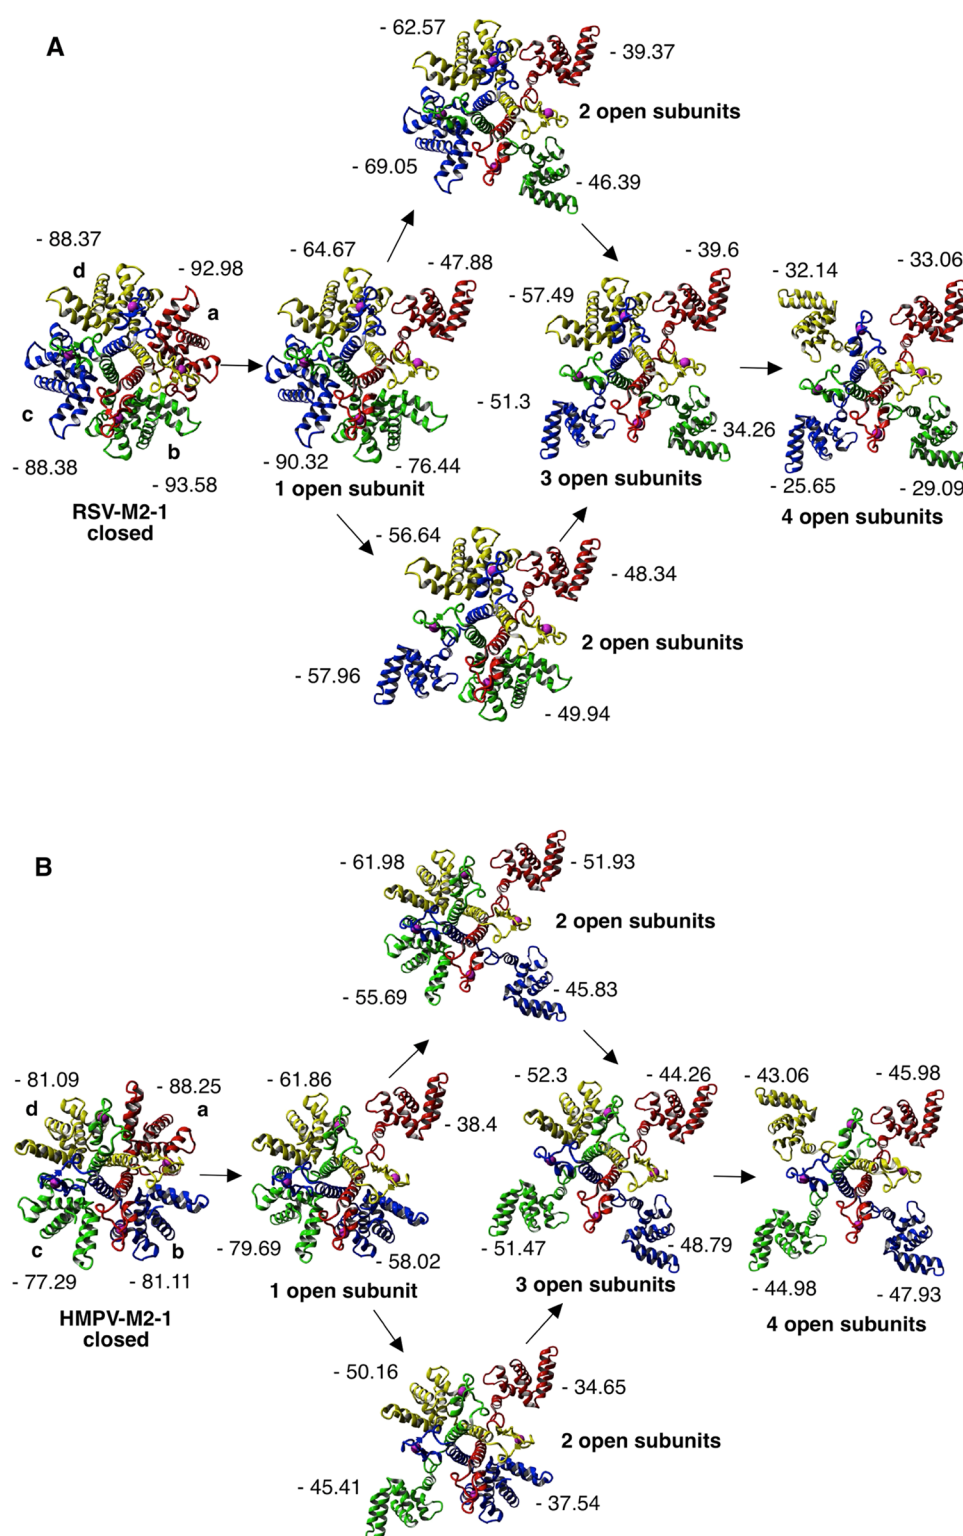 A
- 62.57
- 39.37
2 open subunits
- 69.05
- 46.39
- 88.37
d
- 92.98
a
c
- 88.38
b
- 93.58
RSV-M2-1
closed
- 64.67
- 47.88
- 90.32
- 76.44
1 open subunit
- 57.49
- 39.6
- 51.3
34.26
3 open subunits
- 32.14
- 33.06
- 25.65
- 29.09
4 open subunits
- 56.64
- 48.34
2 open subunits
- 57.96
- 49.94
B
- 61.98
- 51.93
2 open subunits
- 55.69
- 45.83
- 81.09
d
- 88.25
a
c
b
- 77.29
- 81.11
HMPV-M2-1
closed
- 61.86
- 38.4
- 79.69
- 58.02
1 open subunit
- 52.3
- 44.26
- 51.47
- 48.79
3 open subunits
- 43.06
- 45.98
- 44.98
- 47.93
4 open subunits
- 50.16
- 34.65
2 open subunits
- 45.41
- 37.54